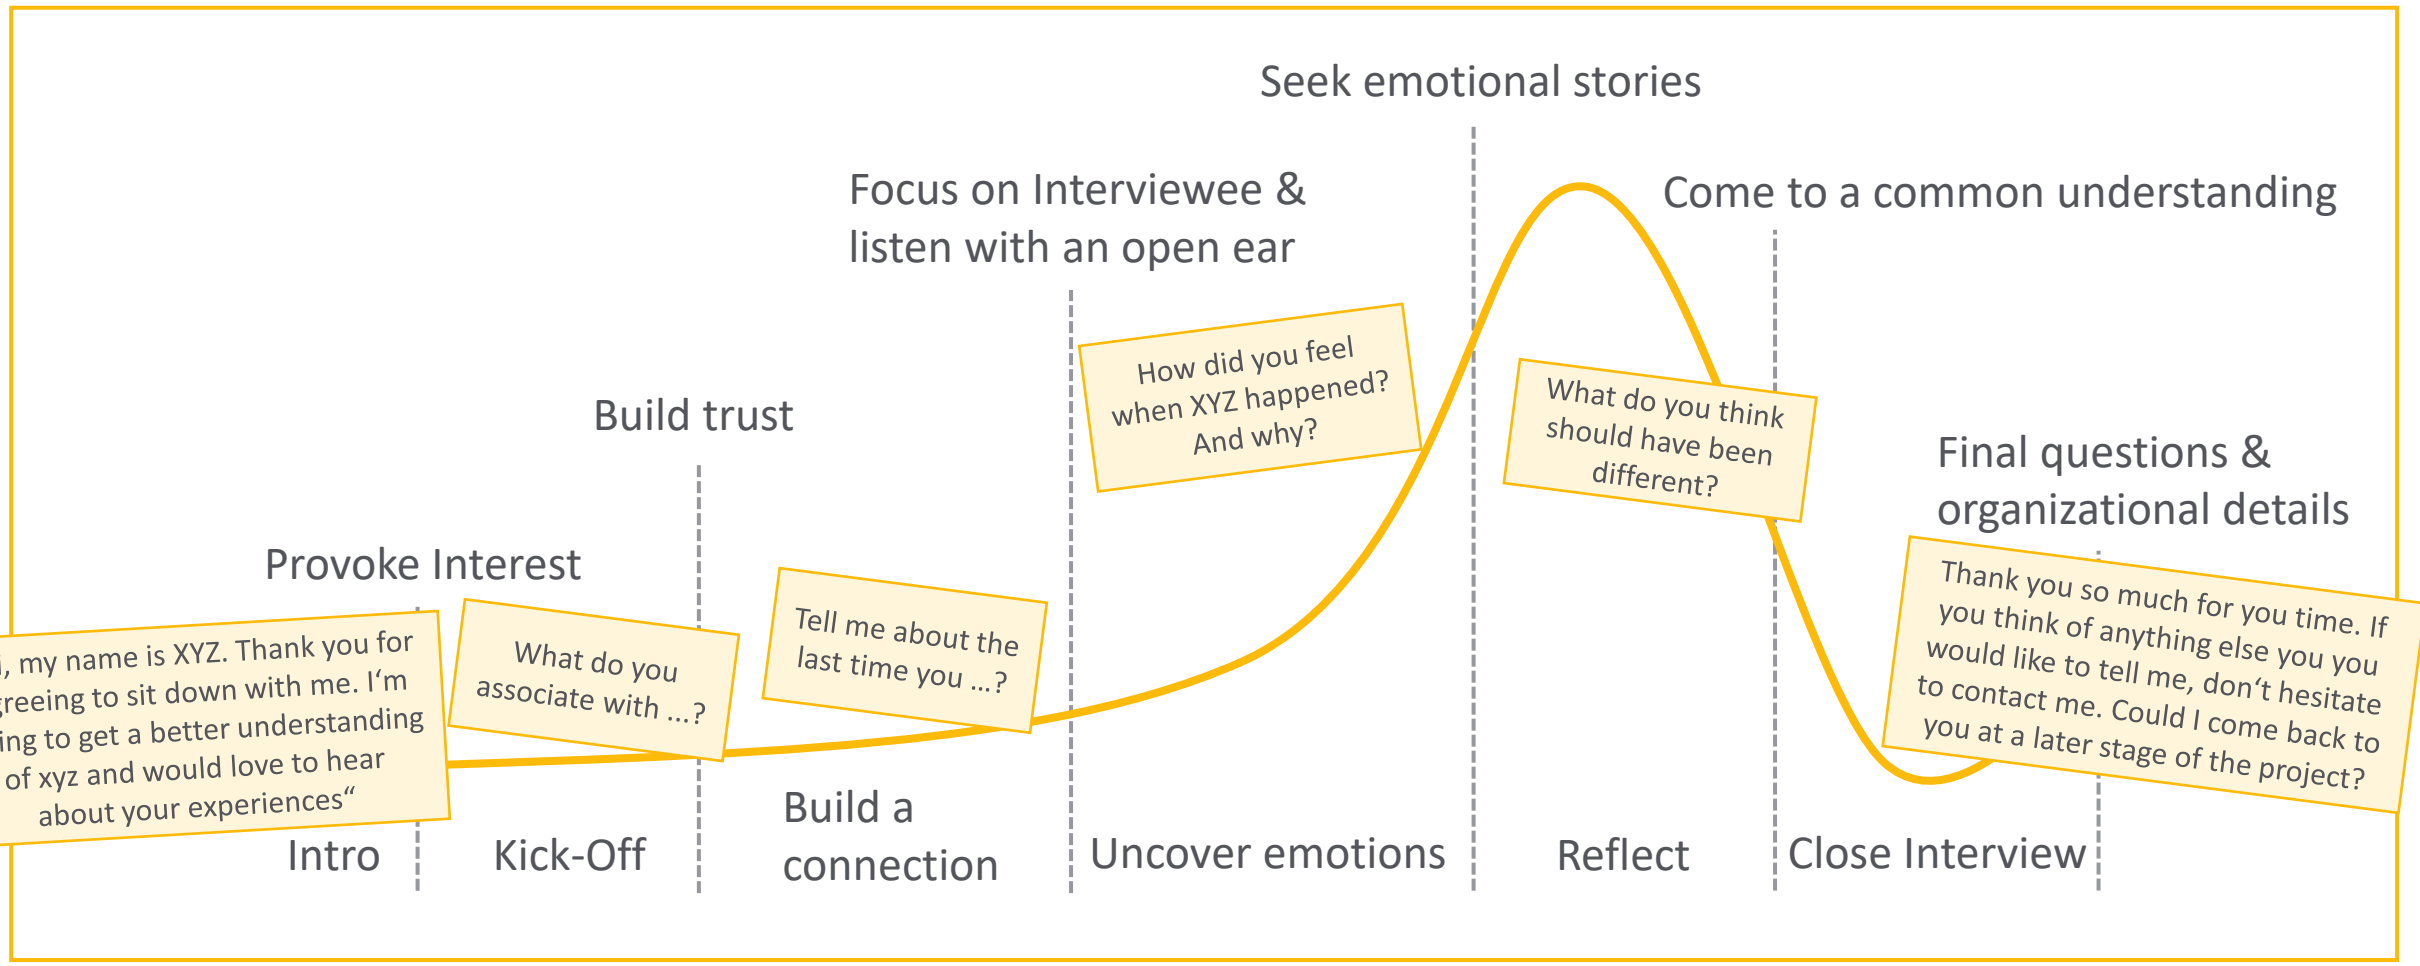 Seek emotional stories
Focus on Interviewee &
listen with an open ear
Come to a common understanding
How did you feel
when XYZ happened?
And why?
What do you think
should have been
different?
Build trust
Final questions &
organizational details
Provoke Interest
, my name is XYZ. Thank you for
greeing to sit down with me. I‘m
ing to get a better understanding
of xyz and would love to hear
about your experiences“
What do you
associate with ...?
Tell me about the
last time you ...?
Thank you so much for you time. If
you think of anything else you you
would like to tell me, don‘t hesitate
to contact me. Could I come back to
you at a later stage of the project?
Intro
Kick-Off
Build a
connection
Uncover emotions
Reflect
Close Interview